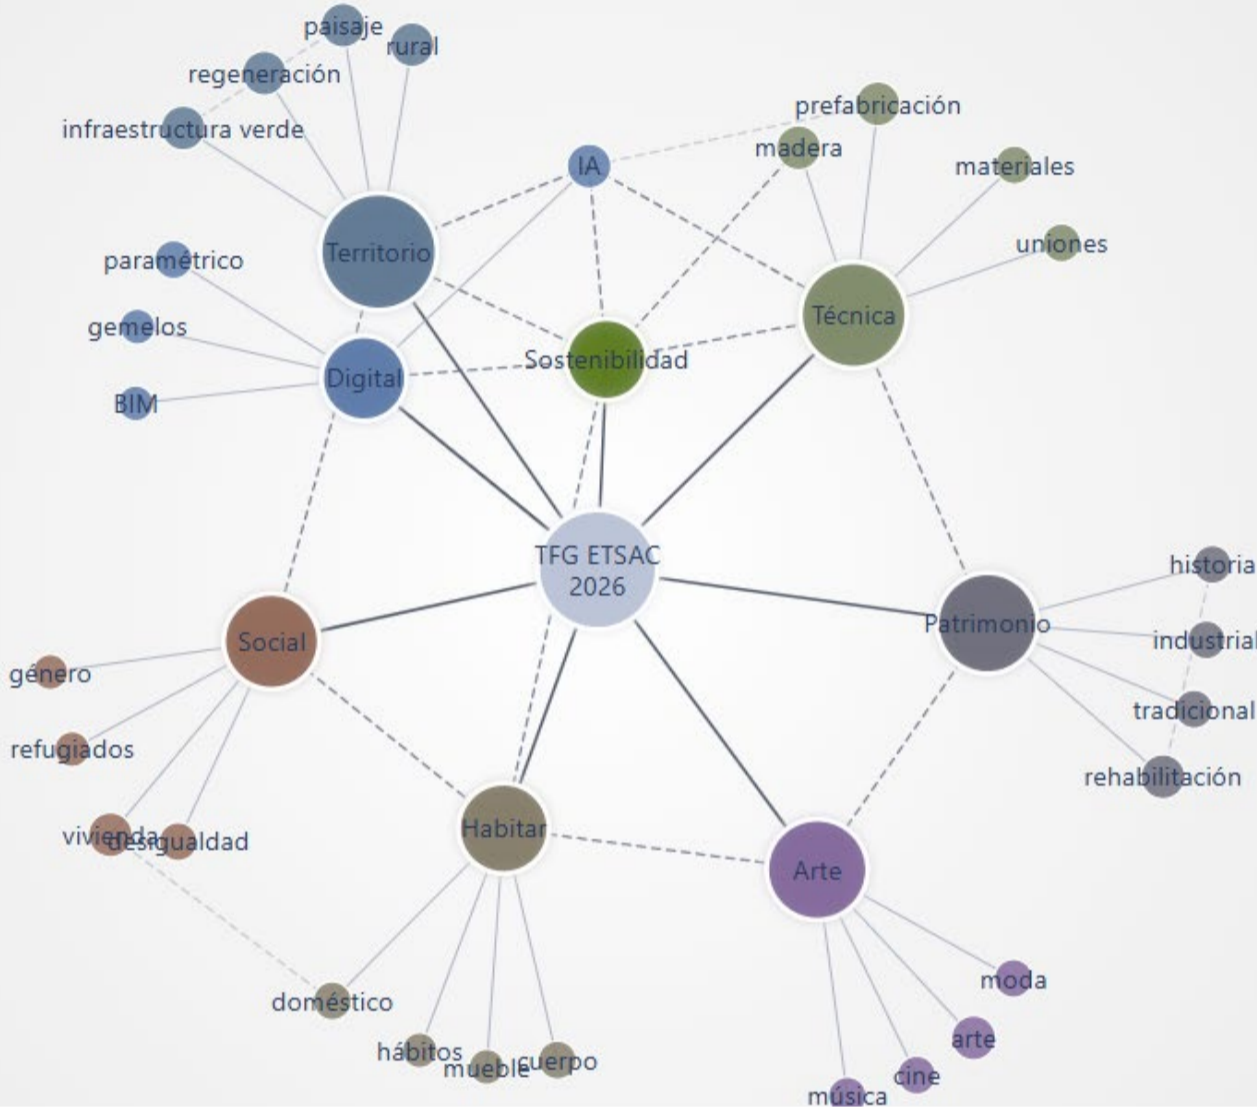 paisaje
rural
regeneración
infraestructura verde
prefabricación
madera
IA
materiales
uniones
Territorio
paramétrico
Técnica
gemelos
Sostenibilidad
Digital
BIM
TFG ETSAC
2026
historia
Patrimonio
industrial
Social
género
tradicional
refugiados
rehabilitación
vivienda
desigualdad
Habitar
Arte
moda
doméstico
arte
hábitos
mueble
cuerpo
cine
música